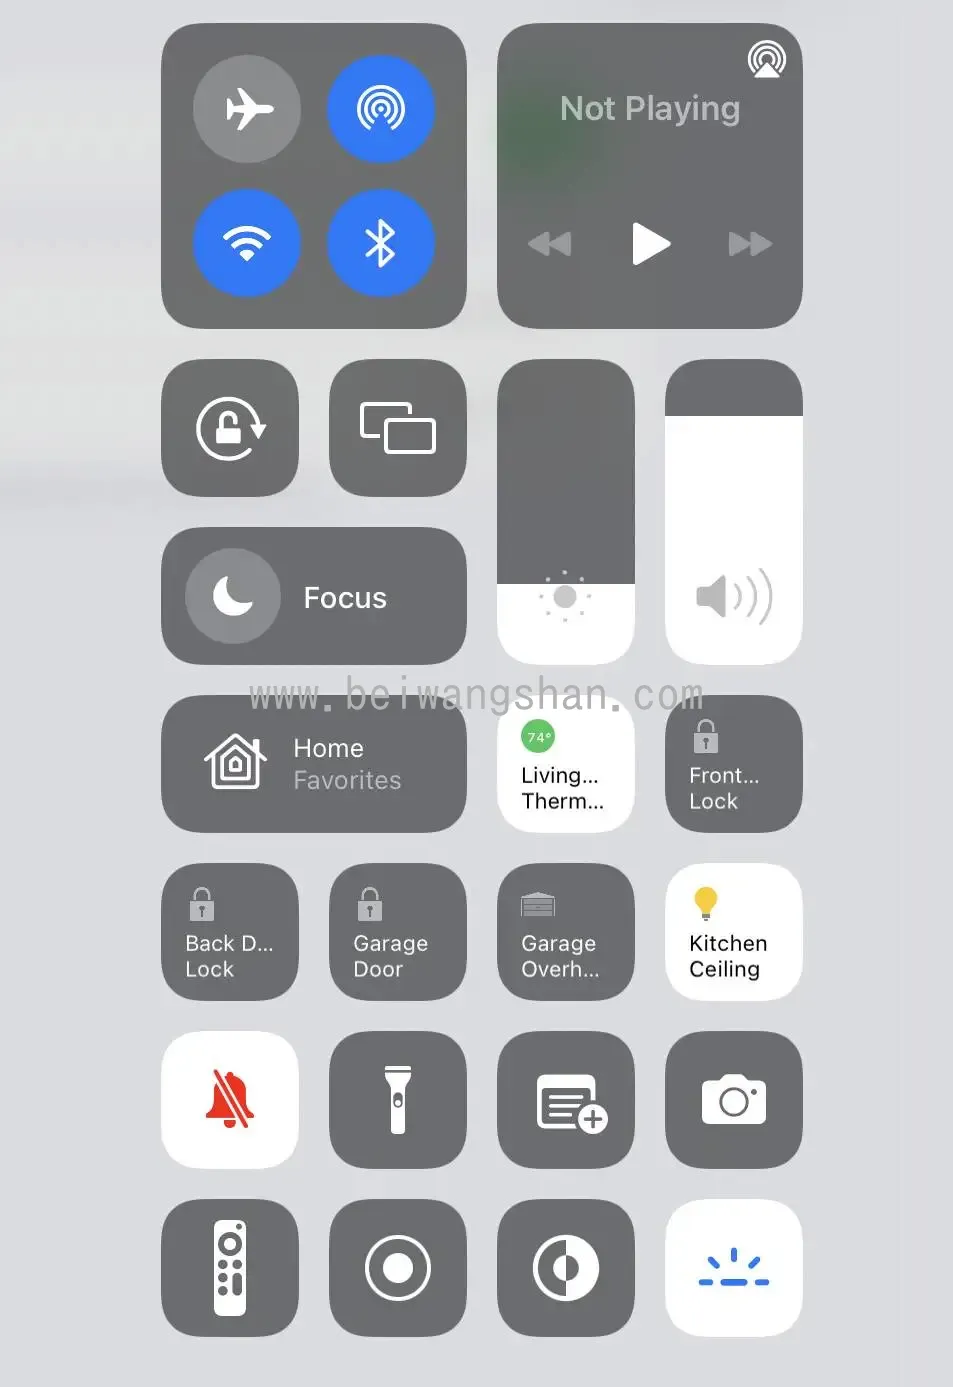 Not Playing
Focus
www.beiwangshan.com
Home
Favorites
74°
Living...
Therm...
Front...
Lock
Back D...
Lock
Garage
Door
Garage
Overh...
Kitchen
Ceiling